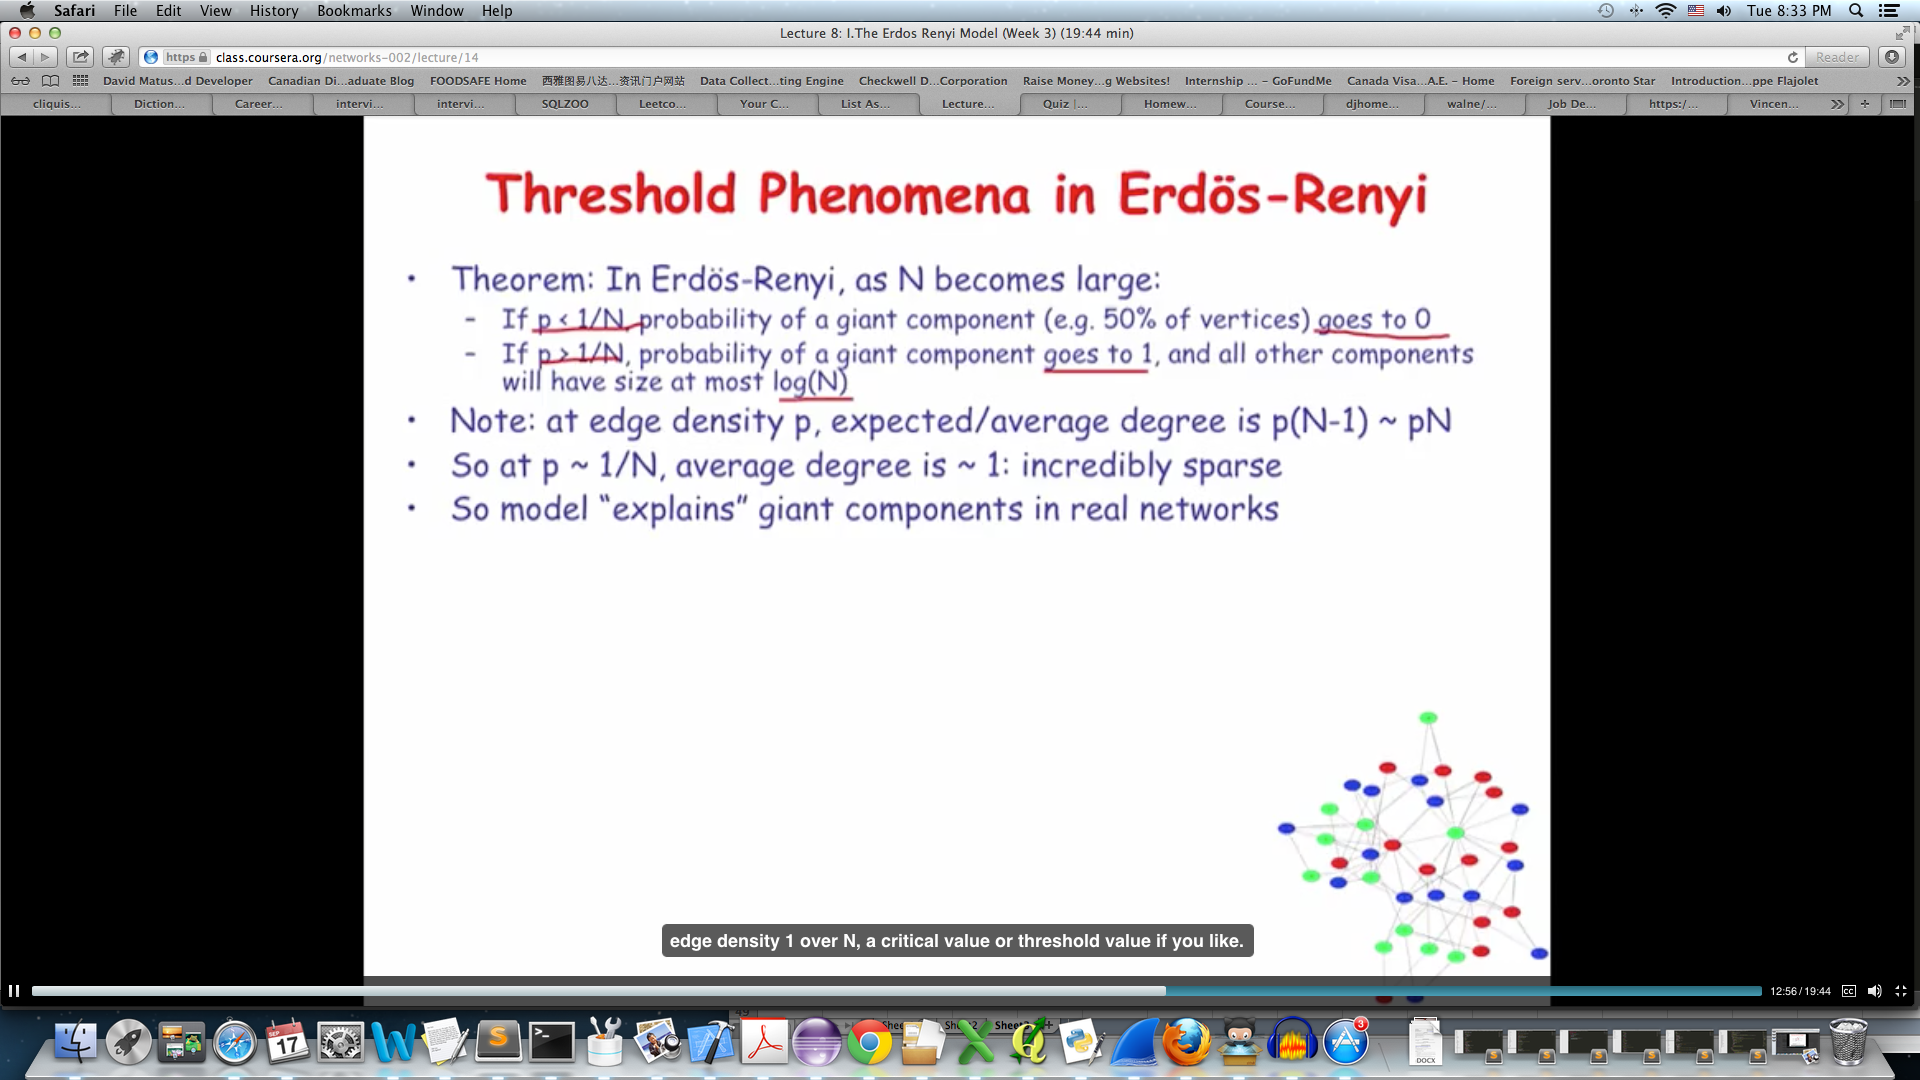 Safari File Edit View History Bookmarks Window Help Tue 8:33 PM
Lecture 8: I.The Erdos Renyi Model (Week 3) (19:44 min)
https class.coursera.org/networks-002/lecture/14 Reader
David Matus...d Developer Canadian Di...aduate Blog FOODSAFE Home 西雅图易八达...资讯门户网站 Data Collect...ting Engine Checkwell D...Corporation Raise Money...g Websites! Internship ... - GoFundMe Canada Visa...A.E. - Home Foreign serv...oronto Star Introduction...ppe Flajolet
cliquis... Diction... Career... intervi... intervi... SQLZOO Leetco... Your C... List As... Lecture... Quiz |... Homew... Course... djhome... walne/... Job De... https:/... Vincen...
Threshold Phenomena in Erdös-Renyi
• Theorem: In Erdös-Renyi, as N becomes large:
- If p < 1/N, probability of a giant component (e.g. 50% of vertices) goes to 0
- If p > 1/N, probability of a giant component goes to 1, and all other components
will have size at most log(N)
• Note: at edge density p, expected/average degree is p(N-1) ~ pN
• So at p ~ 1/N, average degree is ~ 1: incredibly sparse
• So model “explains” giant components in real networks
edge density 1 over N, a critical value or threshold value if you like.
12:56/19:44 CC
SEP
17
3
DOCX